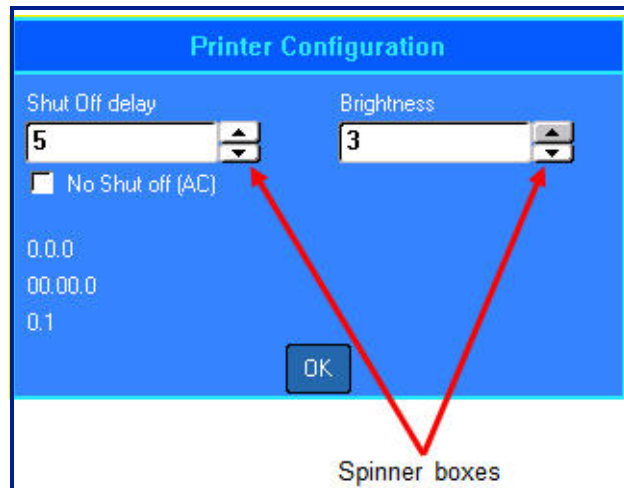 Printer Configuration
Shut Off delay
Brightness
5
3
No Shut off (AC)
0.0.0
00.00.0
0.1
OK
Spinner boxes